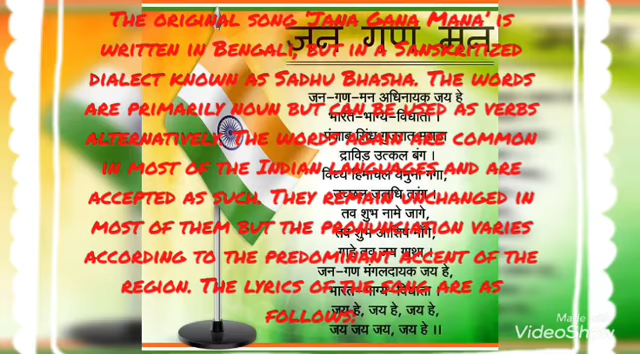 The original song 'Jana Gana Mana' is
written in Bengali, but in a Sanskritized
dialect known as Sadhu Bhasha. The words
are primarily noun but can be used as verbs
alternatively. The words again are common
in most of the Indian languages and are
accepted as such. They remain unchanged in
most of them but the pronunciation varies
according to the predominant accent of the
region. The lyrics of the song are as
follows:
जन गण मन
जन-गण-मन अधिनायक जय हे
भारत-भाग्य-विधाता ।
द्राविड़ उत्कल बंग ।
तव शुभ नामे जागे,
जन-गण मंगलदायक जय हे,
भारत-भाग्य-विधाता ।
जय हे, जय हे, जय हे,
जय जय जय, जय हे ।।
Made with
VideoShow